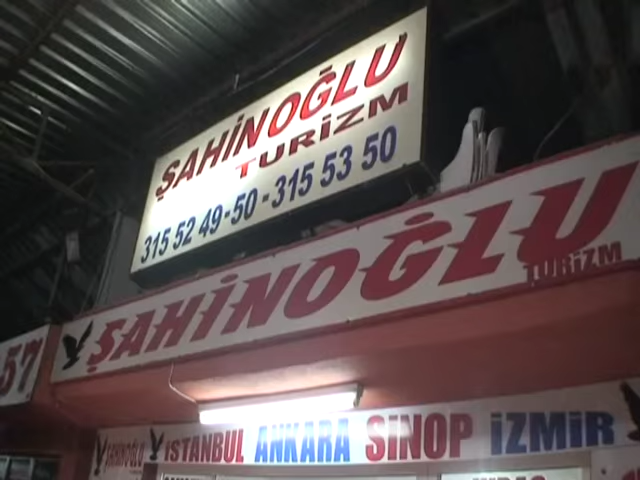 ŞAHİNOĞLU
TURİZM
315 52 49-50-315 53 50
ŞAHİNOĞLU
TURİZM
57
ŞAHİNOĞLU
ISTANBUL ANKARA SİNOP İZMİR